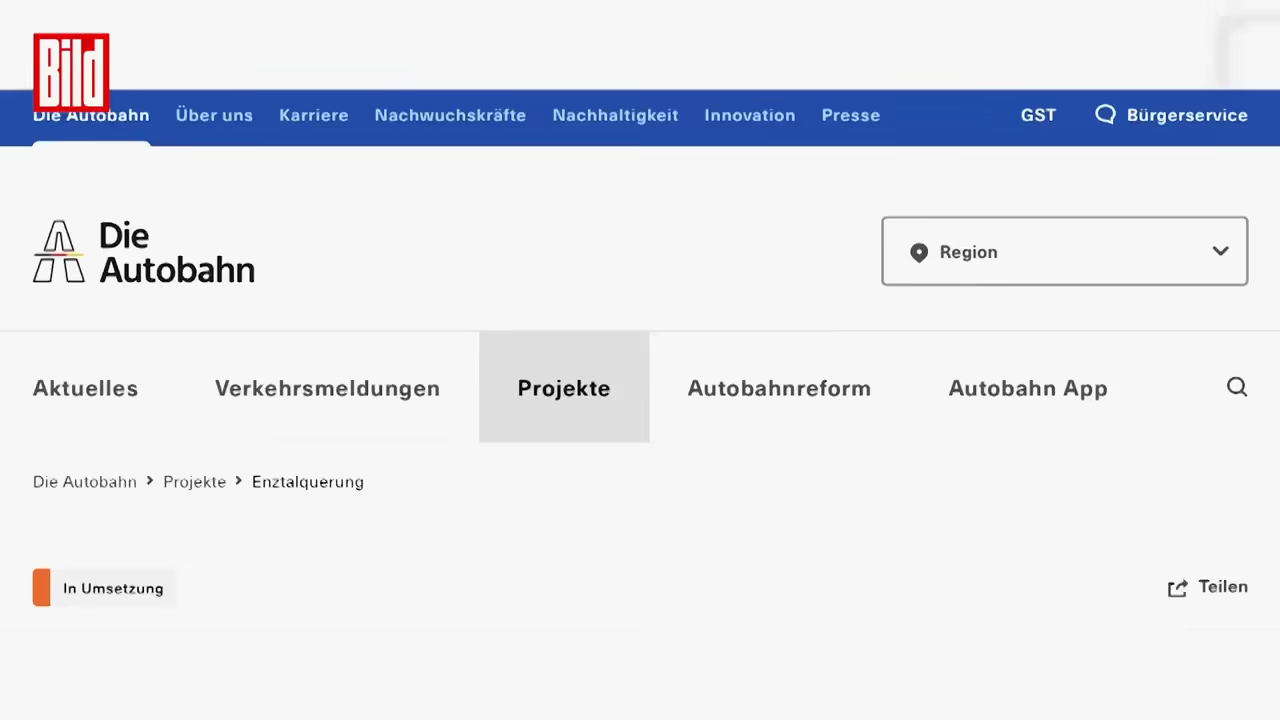 Bild
Die Autobahn Über uns Karriere Nachwuchskräfte Nachhaltigkeit Innovation Presse GST Bürgerservice
Die
Autobahn
Region
Aktuelles Verkehrsmeldungen Projekte Autobahnreform Autobahn App
Die Autobahn > Projekte > Enztalquerung
In Umsetzung Teilen